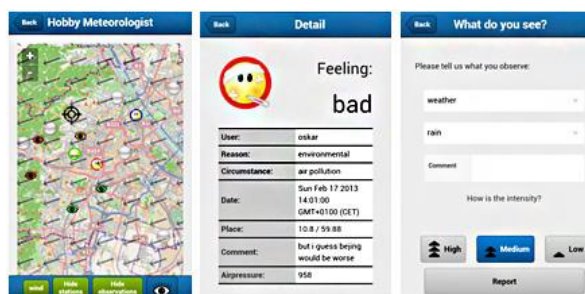 Back Hobby Meteorologist
wind
Hide stations
Hide observations
Back Detail
Feeling:
bad
User: oskar
Reason: environmental
Circumstance: air pollution
Date: Sun Feb 17 2013
14:01:00
GMT+0100 (CET)
Place: 10.8 / 59.88
Comment: but i guess bejing
would be worse
Airpressure: 958
Back What do you see?
Please tell us what you observe:
weather
rain
Comment
How is the intensity?
High Medium Low
Report